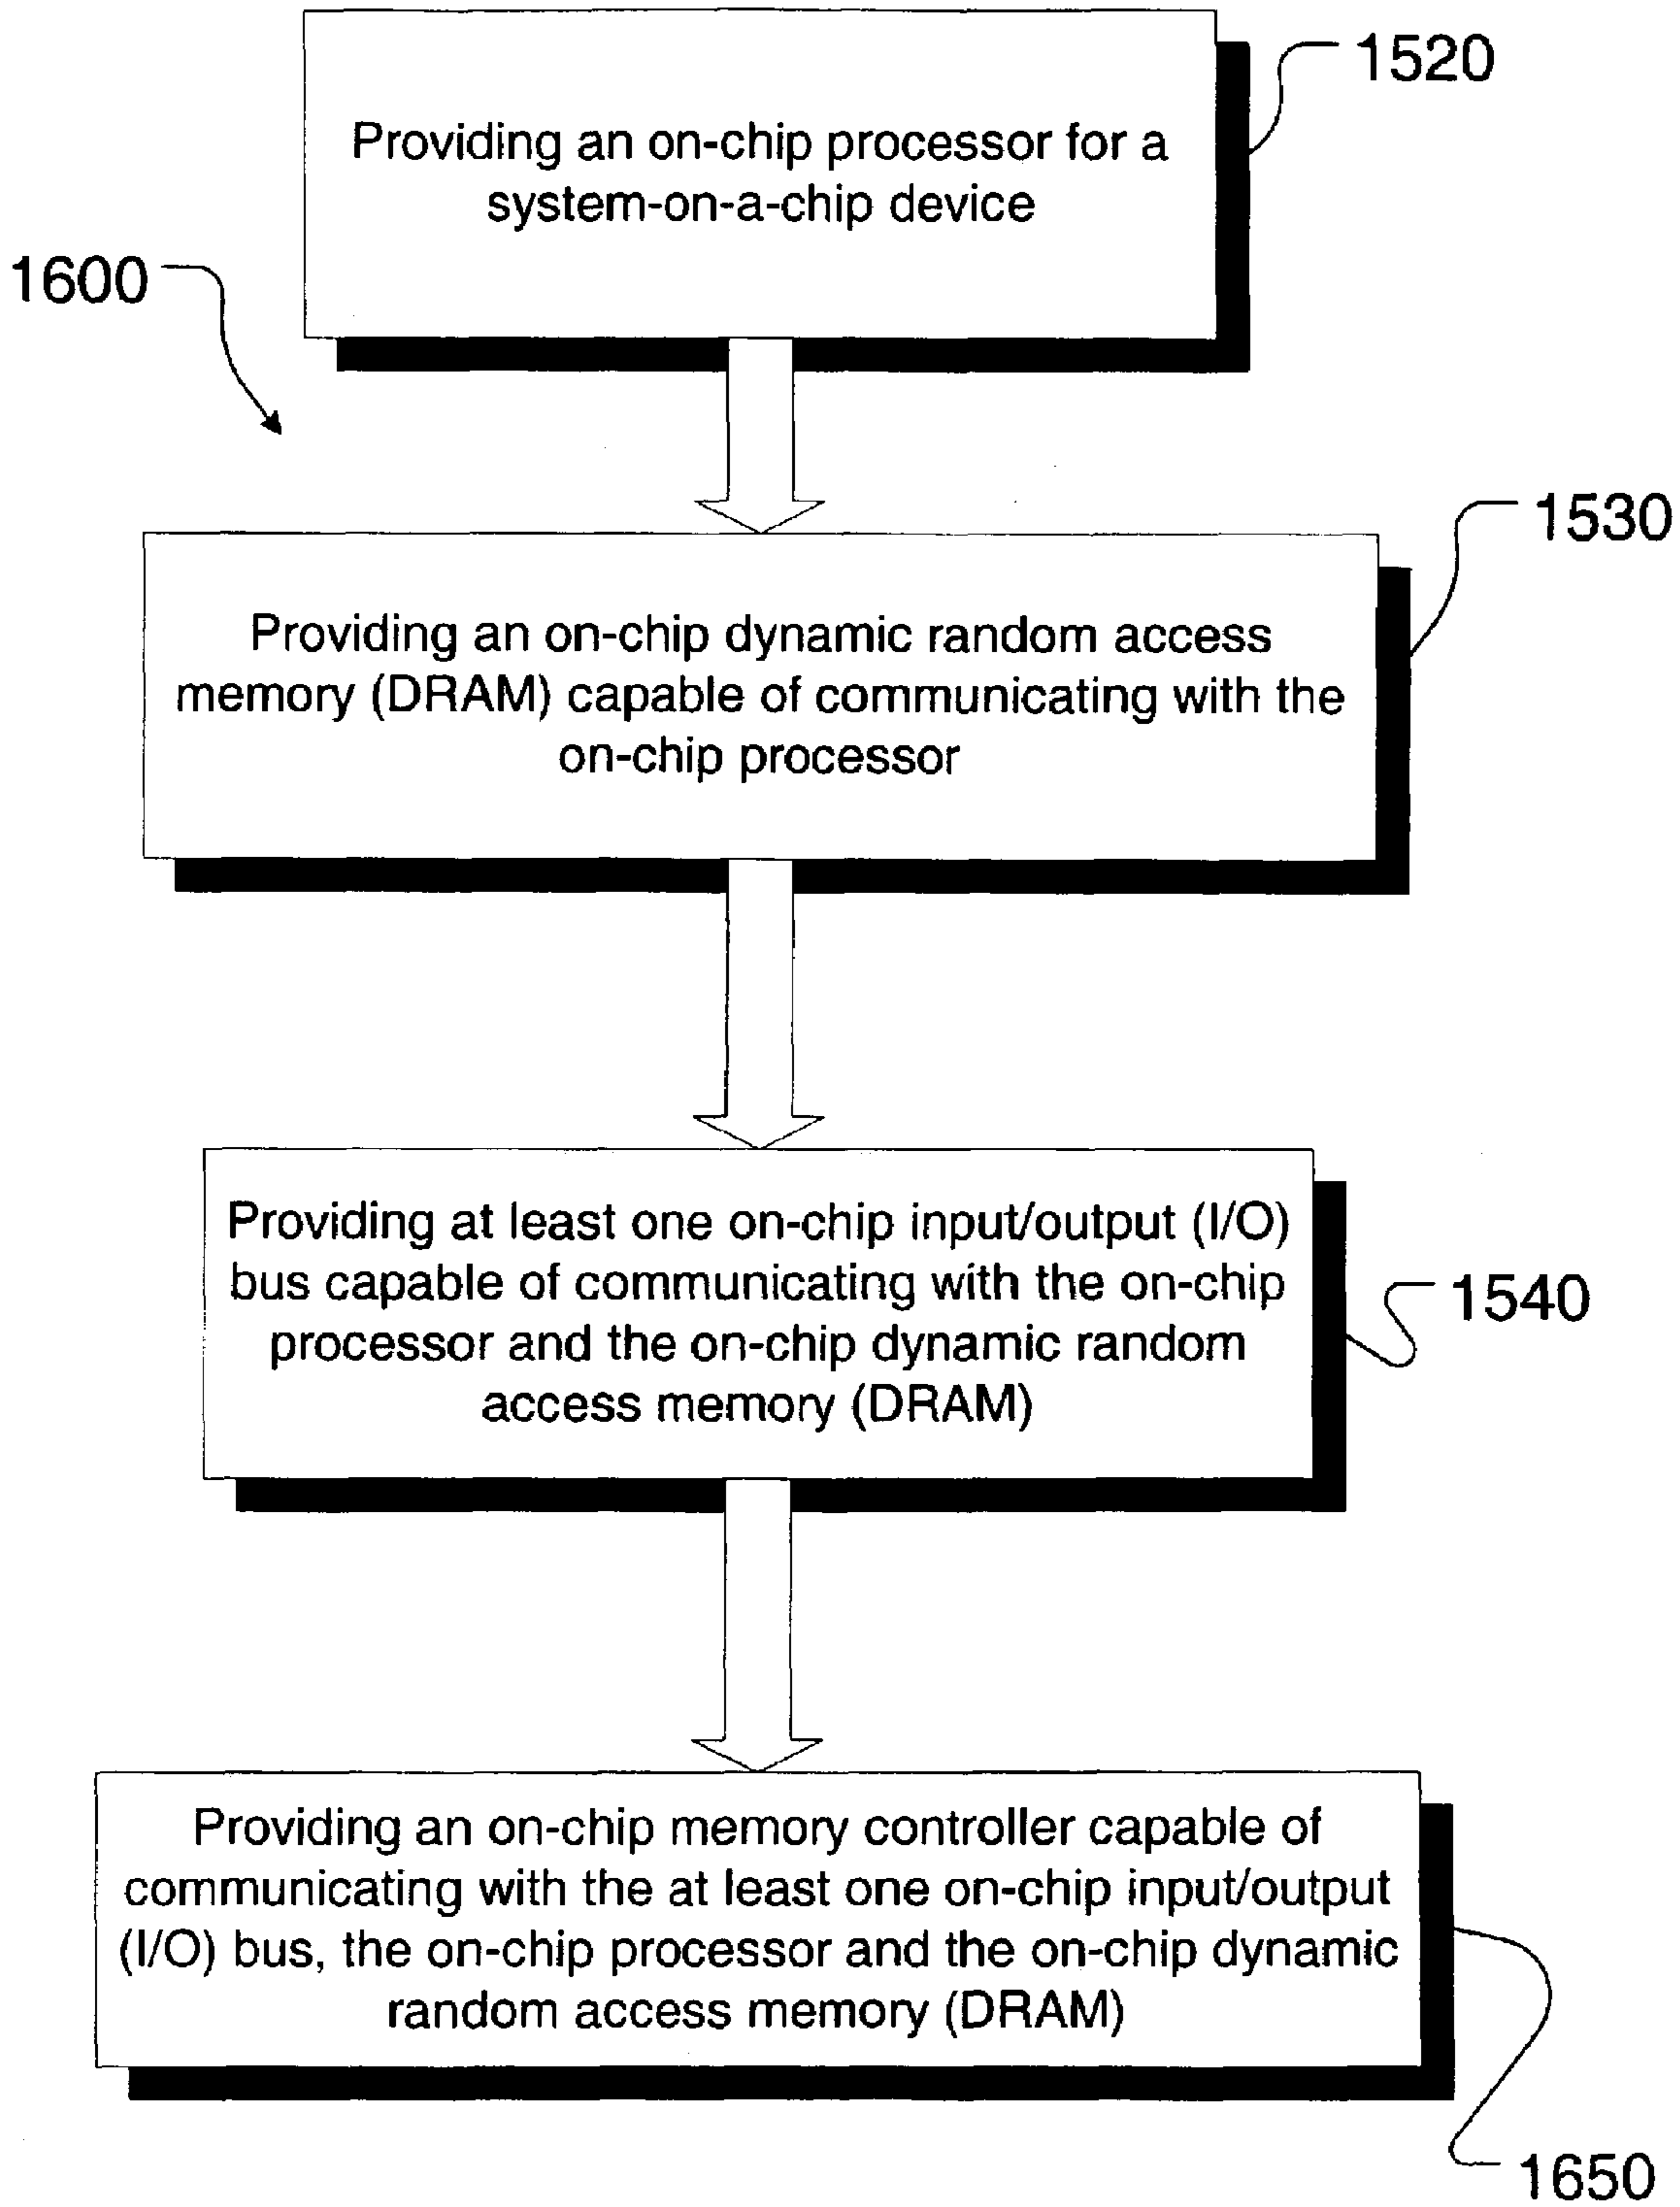 1520
Providing an on-chip processor for a
system-on-a-chip device
1600
1530
Providing an on-chip dynamic random access
memory (DRAM) capable of communicating with the
on-chip processor
Providing at least one on-chip input/output (I/O)
bus capable of communicating with the on-chip
processor and the on-chip dynamic random
access memory (DRAM)
1540
Providing an on-chip memory controller capable of
communicating with the at least one on-chip input/output
(I/O) bus, the on-chip processor and the on-chip dynamic
random access memory (DRAM)
1650